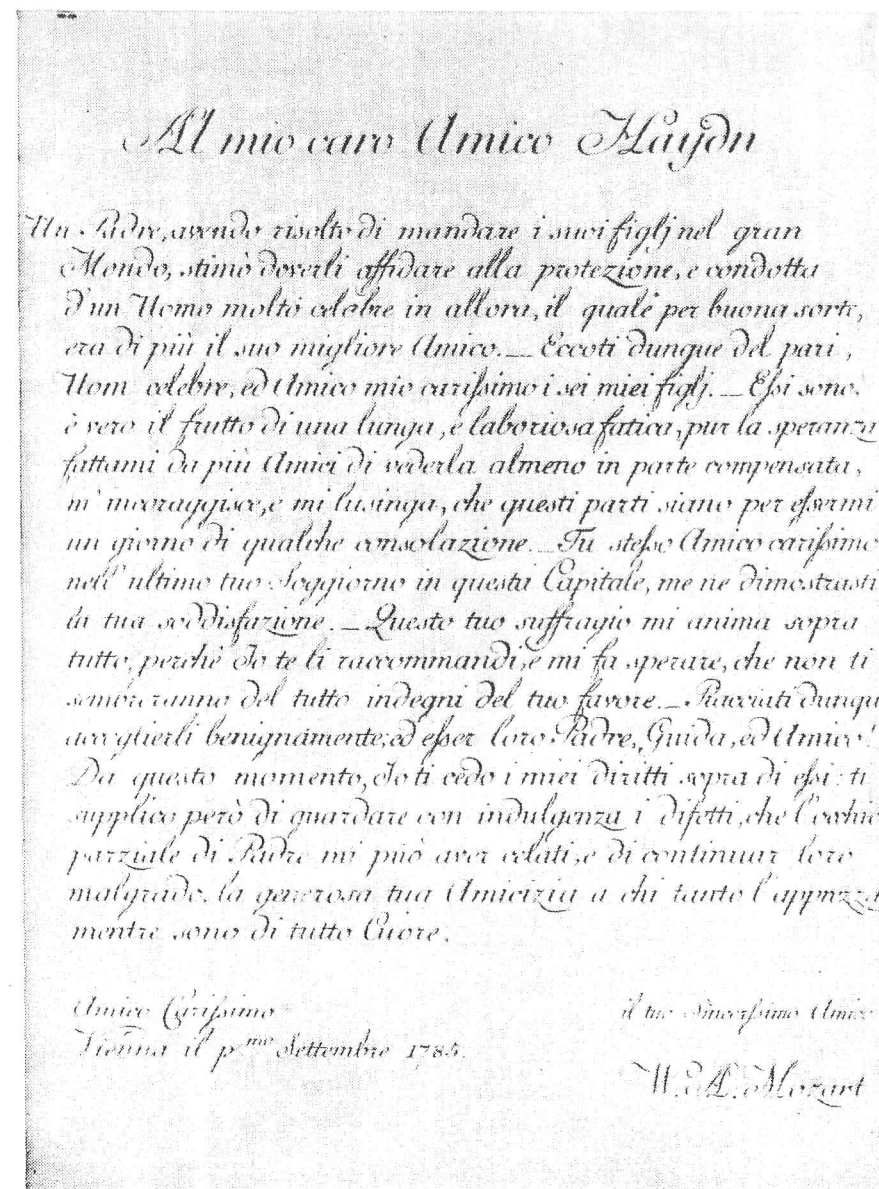 Al mio caro Amico Haydn
Un Padre, avendo risolto di mandare i suoi figlj nel gran
Mondo, stimò doverli affidare alla protezione, e condotta
d'un Uomo molto celebre in allora, il quale per buona sorte,
era di più il suo migliore Amico. — Eccoti dunque del pari,
Uom celebre, ed Amico mio carissimo i sei miei figlj. — Essi sono,
è vero il frutto di una lunga, e laboriosa fatica, pur la speranza
fattami da più Amici di vederla almeno in parte compensata,
m'incoraggisce, e mi lusinga, che questi parti siano per essermi
un giorno di qualche consolazione. — Tu stesso Amico carissimo
nell'ultimo tuo Soggiorno in questa Capitale, me ne dimostrasti
la tua soddisfazione. — Questo tuo suffragio mi anima sopra
tutto, perchè Io te li raccommandi, e mi fa sperare, che non ti
sembreranno del tutto indegni del tuo favore. — Piacciati dunqu
accoglierli benignamente; ed esser loro Padre, Guida, ed Amico!
Da questo momento, Io ti cedo i miei diritti sopra di essi: ti
supplico però di guardare con indulgenza i difetti, che l'occhio
parziale di Padre mi può aver celati, e di continuar loro
malgrado, la generosa tua Amicizia a chi tanto l'apprezza
mentre sono di tutto Cuore.
Amico Carissimo
il tuo Sincerissimo Amico
Vienna il p.mo Settembre 1785.
W. A. Mozart